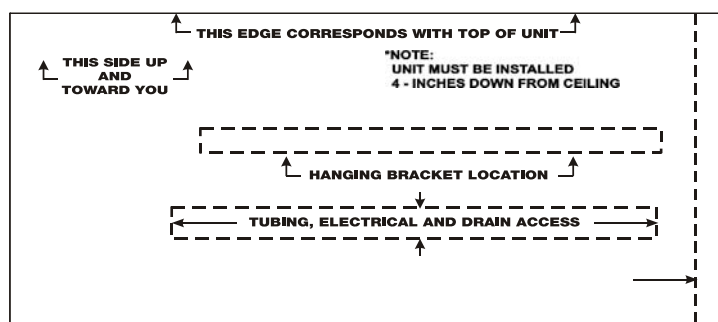 THIS EDGE CORRESPONDS WITH TOP OF UNIT
THIS SIDE UP
AND
TOWARD YOU
*NOTE:
UNIT MUST BE INSTALLED
4 - INCHES DOWN FROM CEILING
HANGING BRACKET LOCATION
TUBING, ELECTRICAL AND DRAIN ACCESS